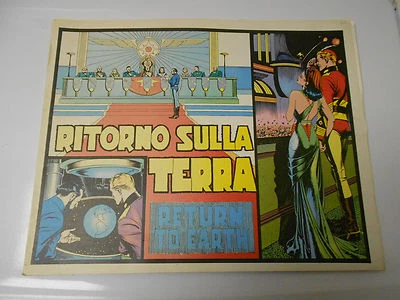 RITORNO SULLA
TERRA
RETURN
TO EARTH